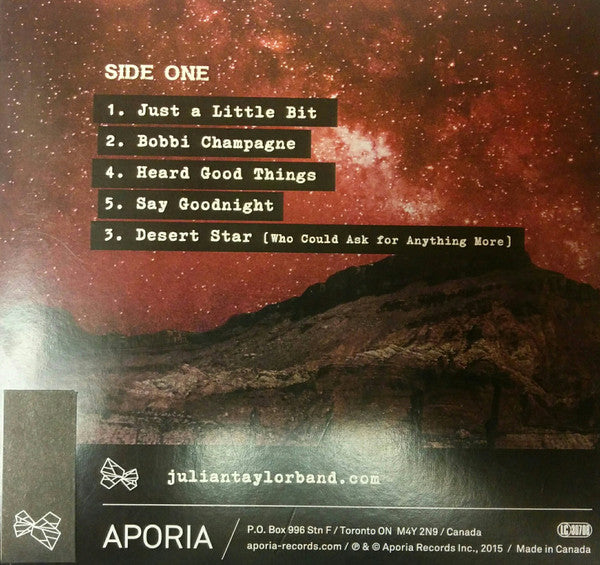 SIDE ONE
1. Just a Little Bit
2. Bobbi Champagne
4. Heard Good Things
5. Say Goodnight
3. Desert Star (Who Could Ask for Anything More)
juliantaylorband.com
APORIA / P.O. Box 996 Stn F / Toronto ON M4Y 2N9 / Canada
aporia-records.com / ℗ & © Aporia Records Inc., 2015 / Made in Canada
LC 30708